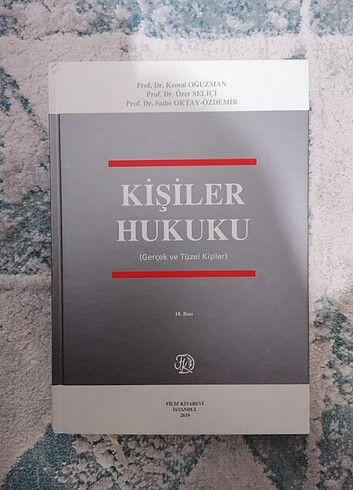 Prof. Dr. Kemal OĞUZMAN
Prof. Dr. Özer SELİÇİ
Prof. Dr. Saibe OKTAY-ÖZDEMİR
KİŞİLER
HUKUKU
(Gerçek ve Tüzel Kişiler)
18. Bası
FİLİZ KİTABEVİ
İSTANBUL
2019